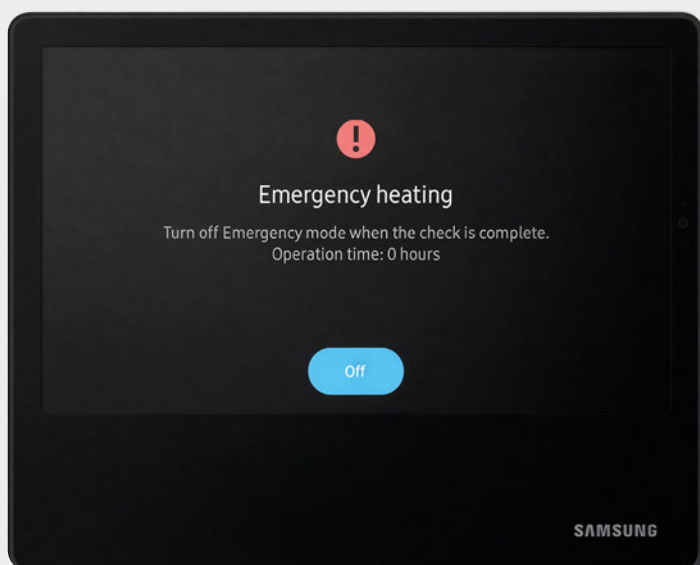 Emergency heating
Turn off Emergency mode when the check is complete.
Operation time: 0 hours
Off
SAMSUNG